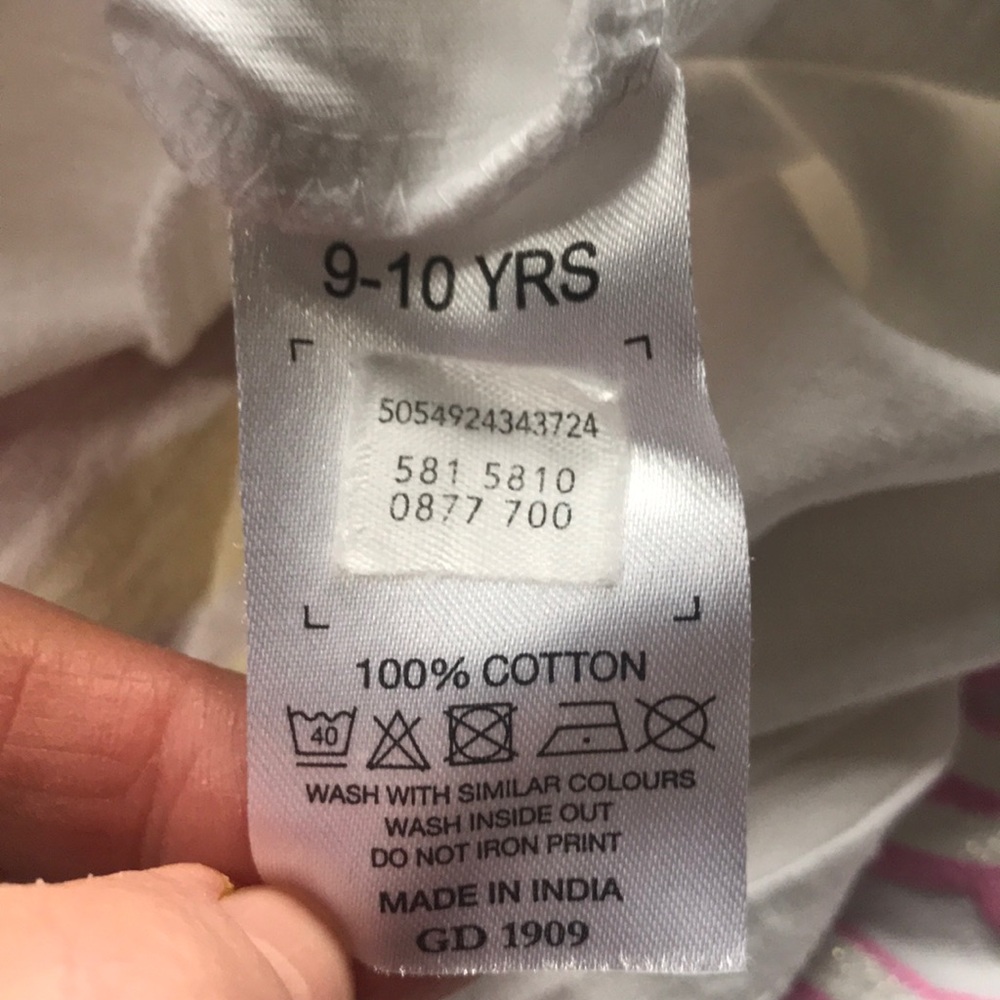 9-10 YRS
5054924343724
581 5810
0877 700
100% COTTON
40
WASH WITH SIMILAR COLOURS
WASH INSIDE OUT
DO NOT IRON PRINT
MADE IN INDIA
GD 1909